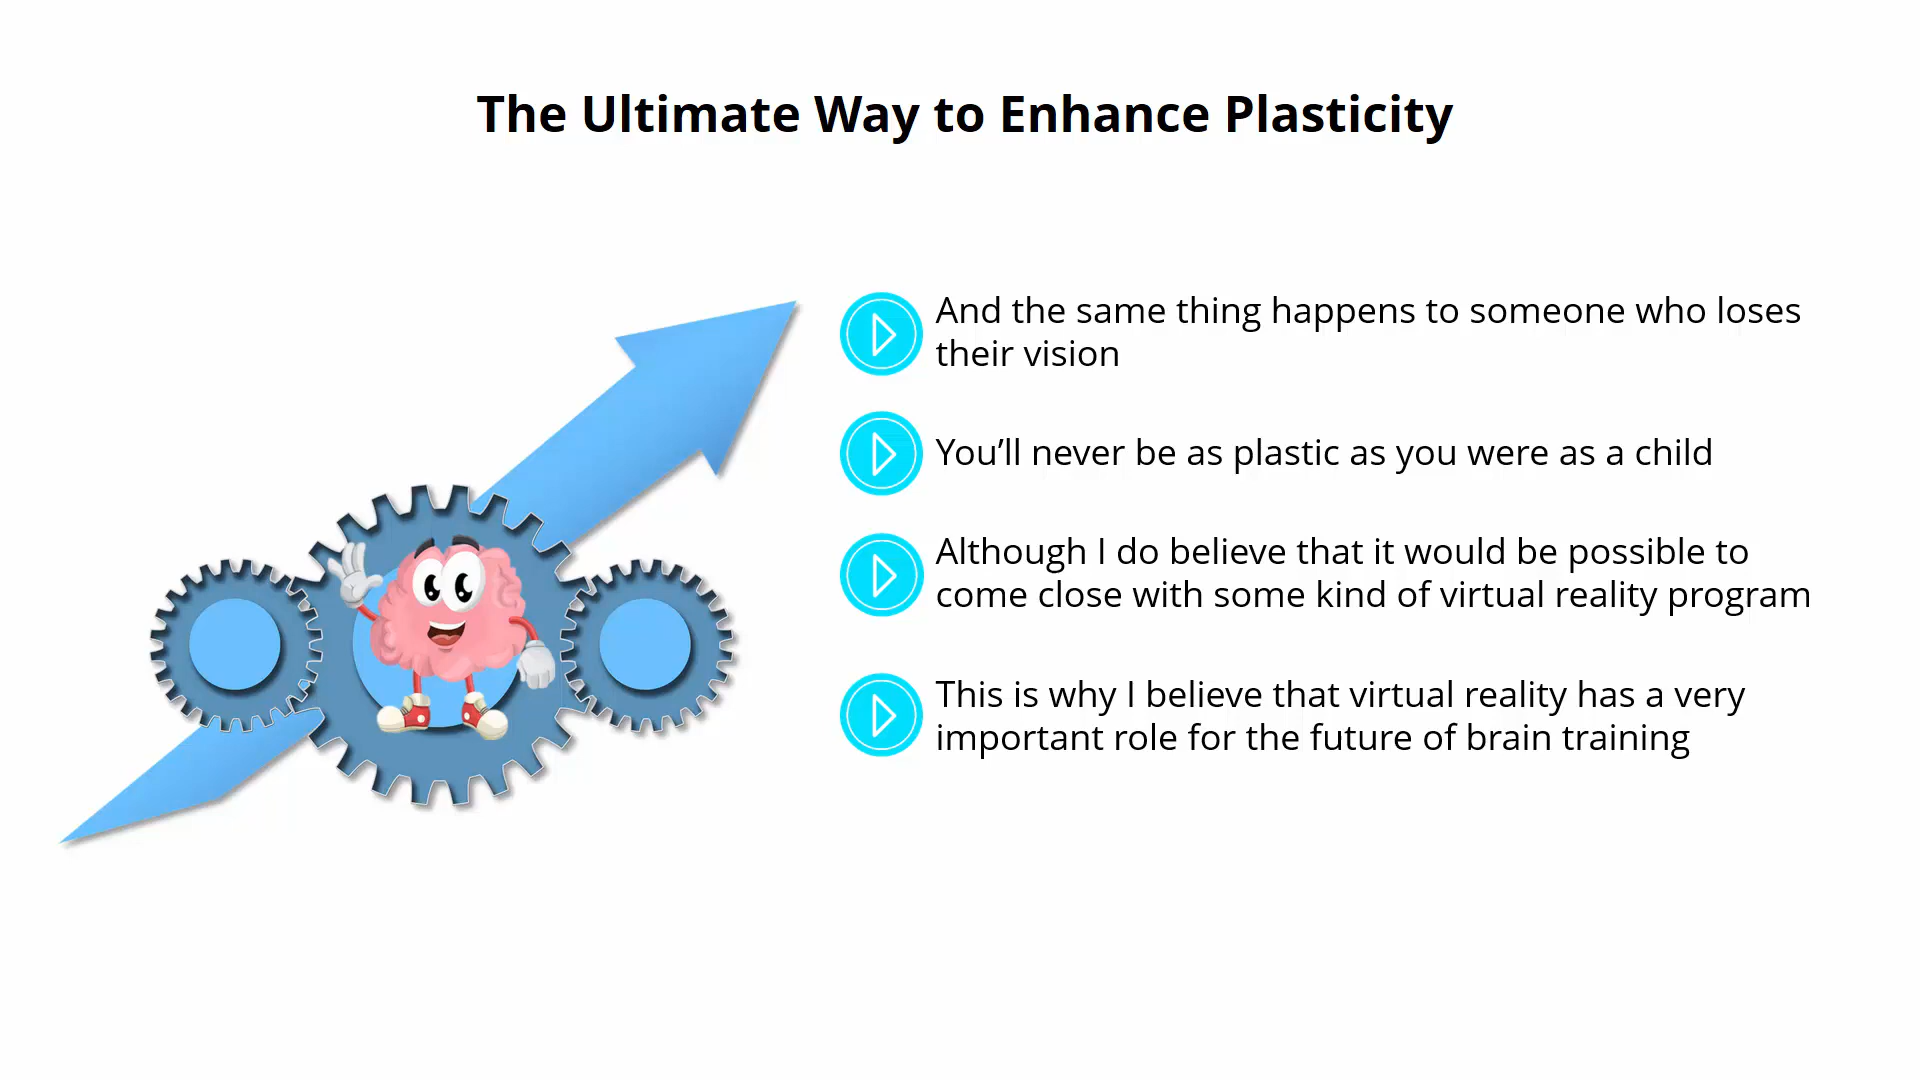 The Ultimate Way to Enhance Plasticity
And the same thing happens to someone who loses
their vision
You’ll never be as plastic as you were as a child
Although I do believe that it would be possible to
come close with some kind of virtual reality program
This is why I believe that virtual reality has a very
important role for the future of brain training